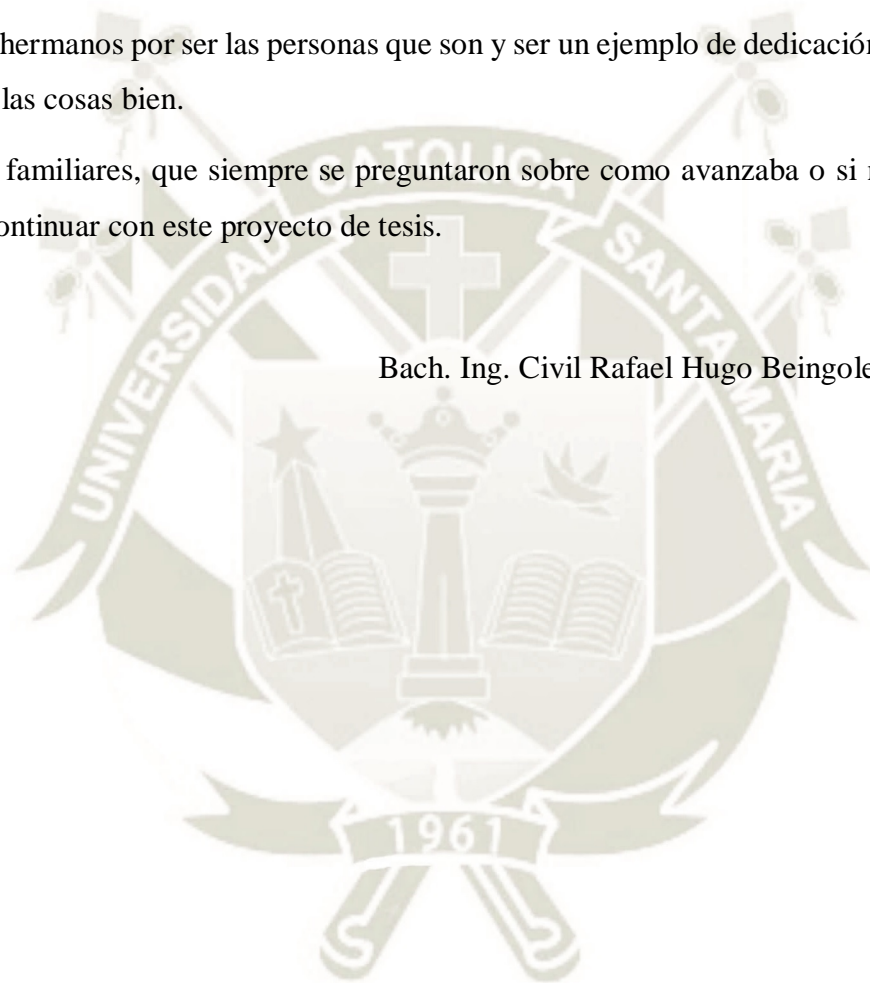 hermanos por ser las personas que son y ser un ejemplo de dedicación
las cosas bien.
familiares, que siempre se preguntaron sobre como avanzaba o si
continuar con este proyecto de tesis.
Bach. Ing. Civil Rafael Hugo
UNIVERSIDAD CATOLICA SANTA MARIA
1961